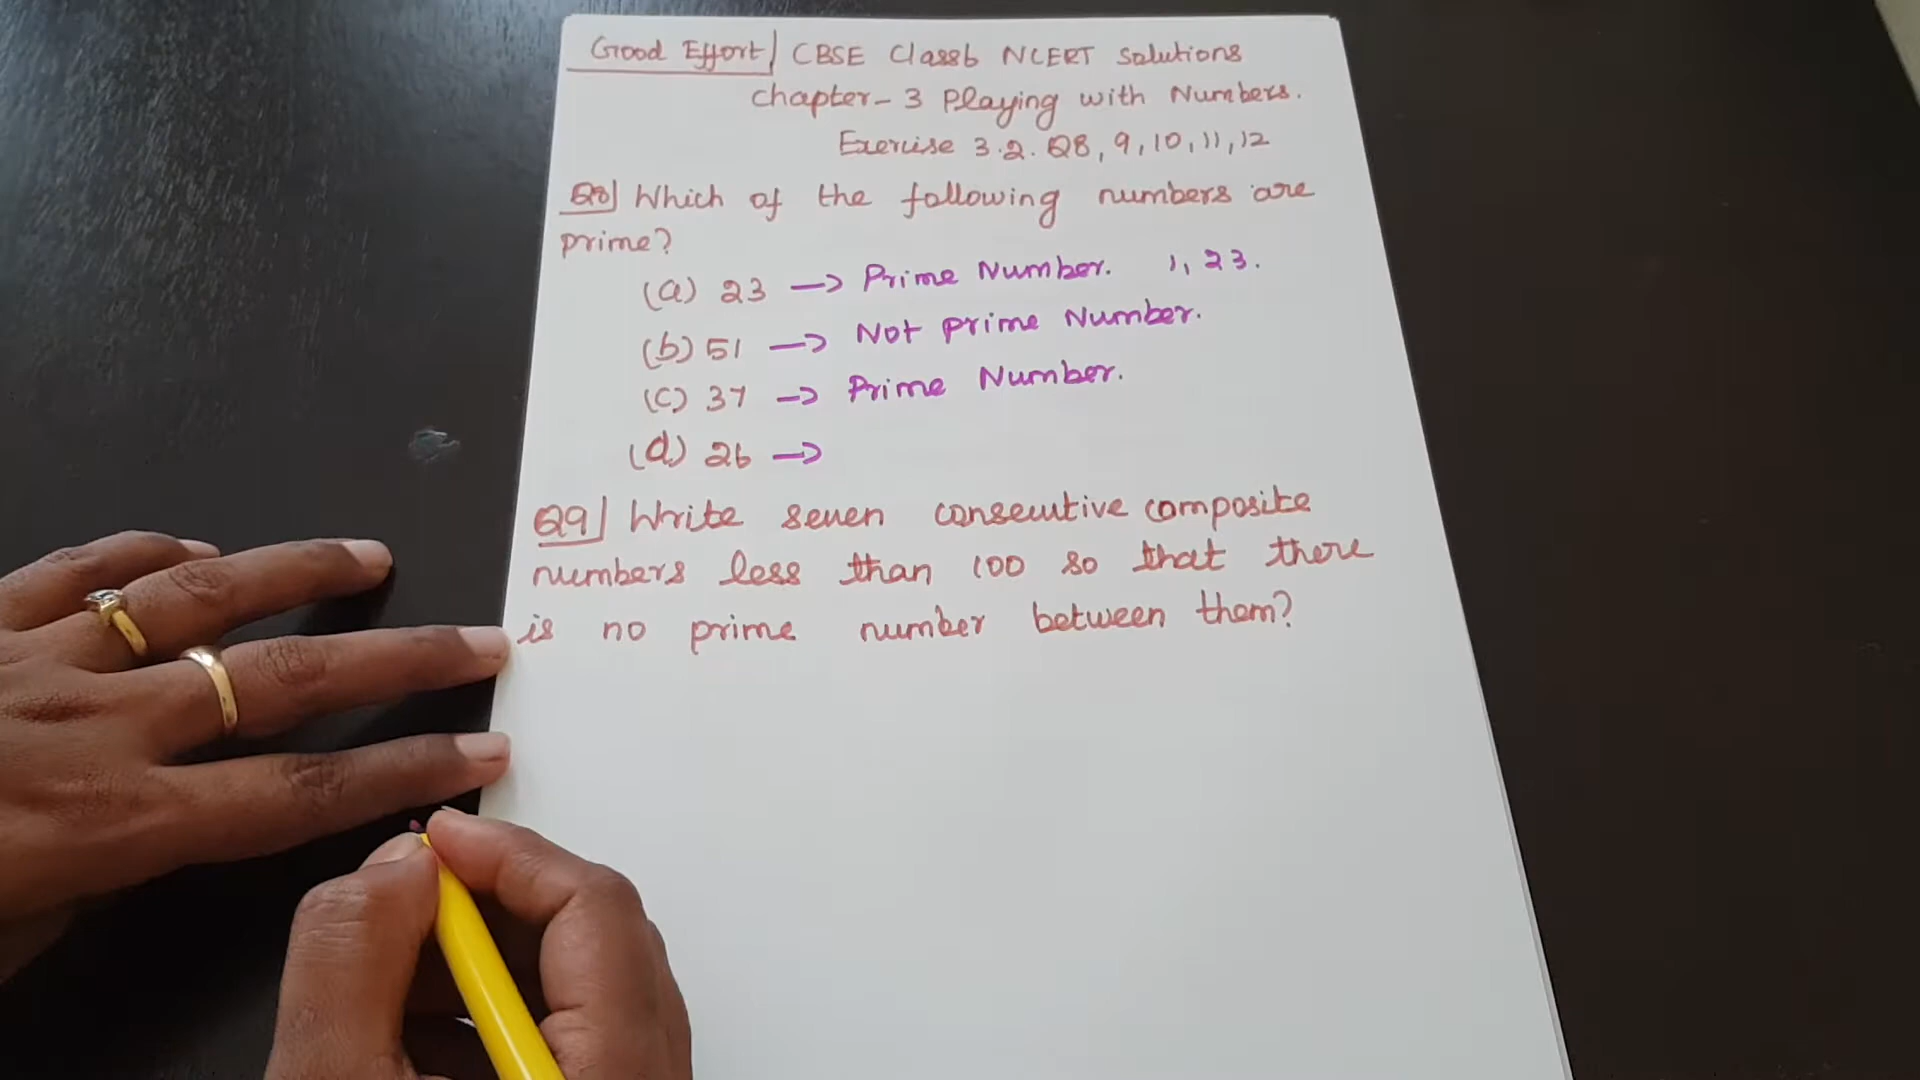 Good Effort | CBSE Class6 NCERT Solutions
Chapter-3 Playing with Numbers.
Exercise 3.2. Q8, 9, 10, 11, 12
Q8) Which of the following numbers are
prime?
(a) 23 → Prime Number. 1, 23.
(b) 51 → Not prime Number.
(c) 37 → Prime Number.
(d) 26 →
Q9) Write seven consecutive composite
numbers less than 100 so that there
is no prime number between them?